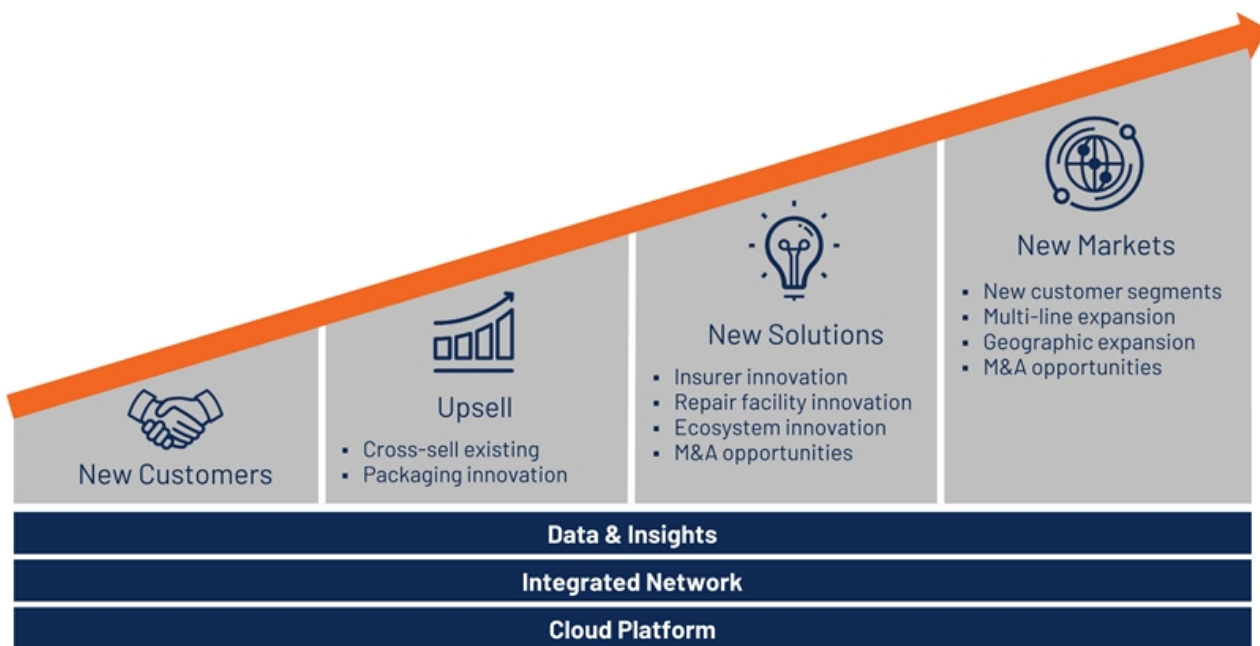 New Customers
Upsell
▪ Cross-sell existing
▪ Packaging innovation
New Solutions
▪ Insurer innovation
▪ Repair facility innovation
▪ Ecosystem innovation
▪ M&A opportunities
New Markets
▪ New customer segments
▪ Multi-line expansion
▪ Geographic expansion
▪ M&A opportunities
Data & Insights
Integrated Network
Cloud Platform